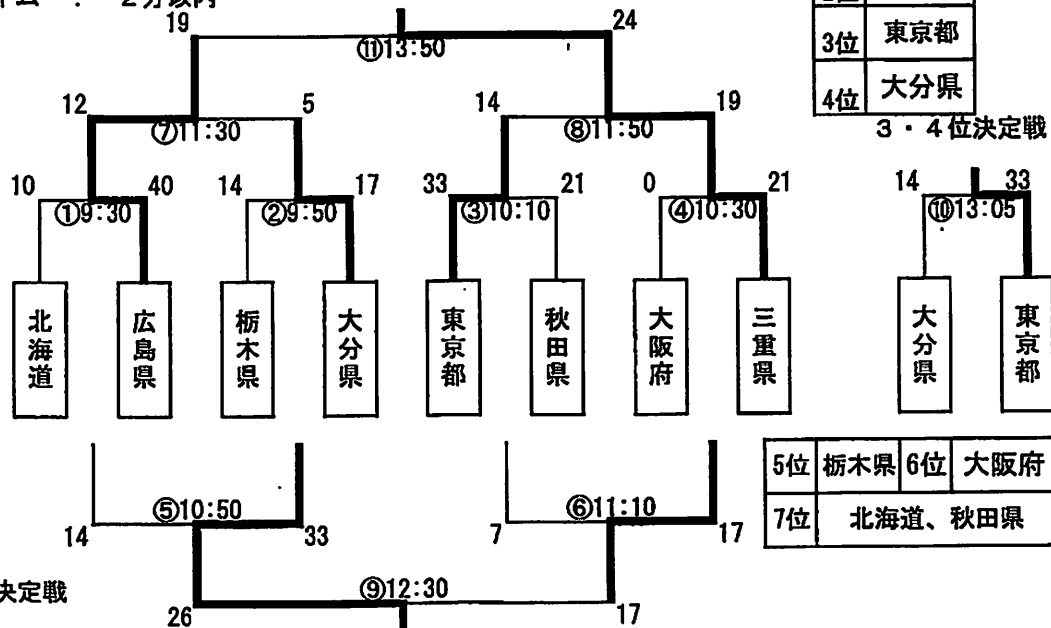 2分以内
19
24
⑪13:50
3位 東京都
4位 大分県
3・4位決定戦
12
5
14
19
⑦11:30
⑧11:50
10
40
14
17
33
21
0
21
14
33
①9:30
②9:50
③10:10
④10:30
⑩13:05
北海道
広島県
栃木県
大分県
東京都
秋田県
大阪府
三重県
大分県
東京都
5位 栃木県 6位 大阪府
7位 北海道、秋田県
⑤10:50
⑥11:10
14
33
7
17
決定戦
⑨12:30
26
17